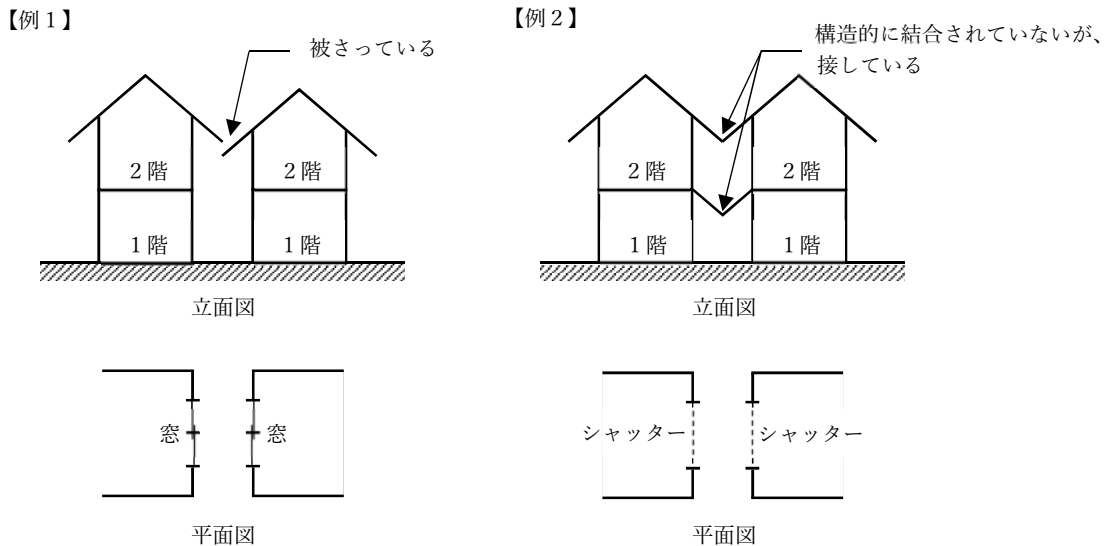 【例１】
被さっている
２階
２階
１階
１階
立面図
窓
窓
平面図
【例２】
構造的に結合されていないが、
接している
２階
２階
１階
１階
立面図
シャッター
シャッター
平面図